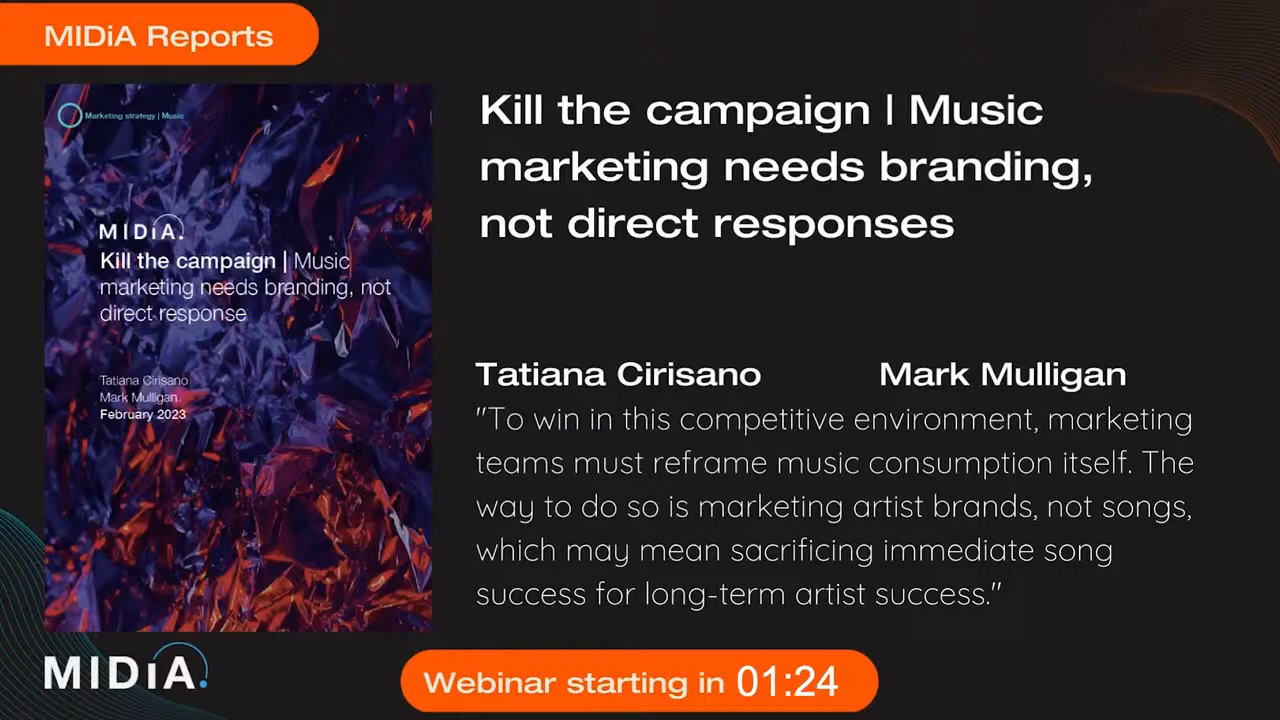 MIDiA Reports
Marketing strategy | Music
MIDiA.
Kill the campaign | Music
marketing needs branding, not
direct response
Tatiana Cirisano
Mark Mulligan
February 2023
Kill the campaign | Music
marketing needs branding,
not direct responses
Tatiana Cirisano Mark Mulligan
"To win in this competitive environment, marketing
teams must reframe music consumption itself. The
way to do so is marketing artist brands, not songs,
which may mean sacrificing immediate song
success for long-term artist success."
MIDiA.
Webinar starting in 01:24